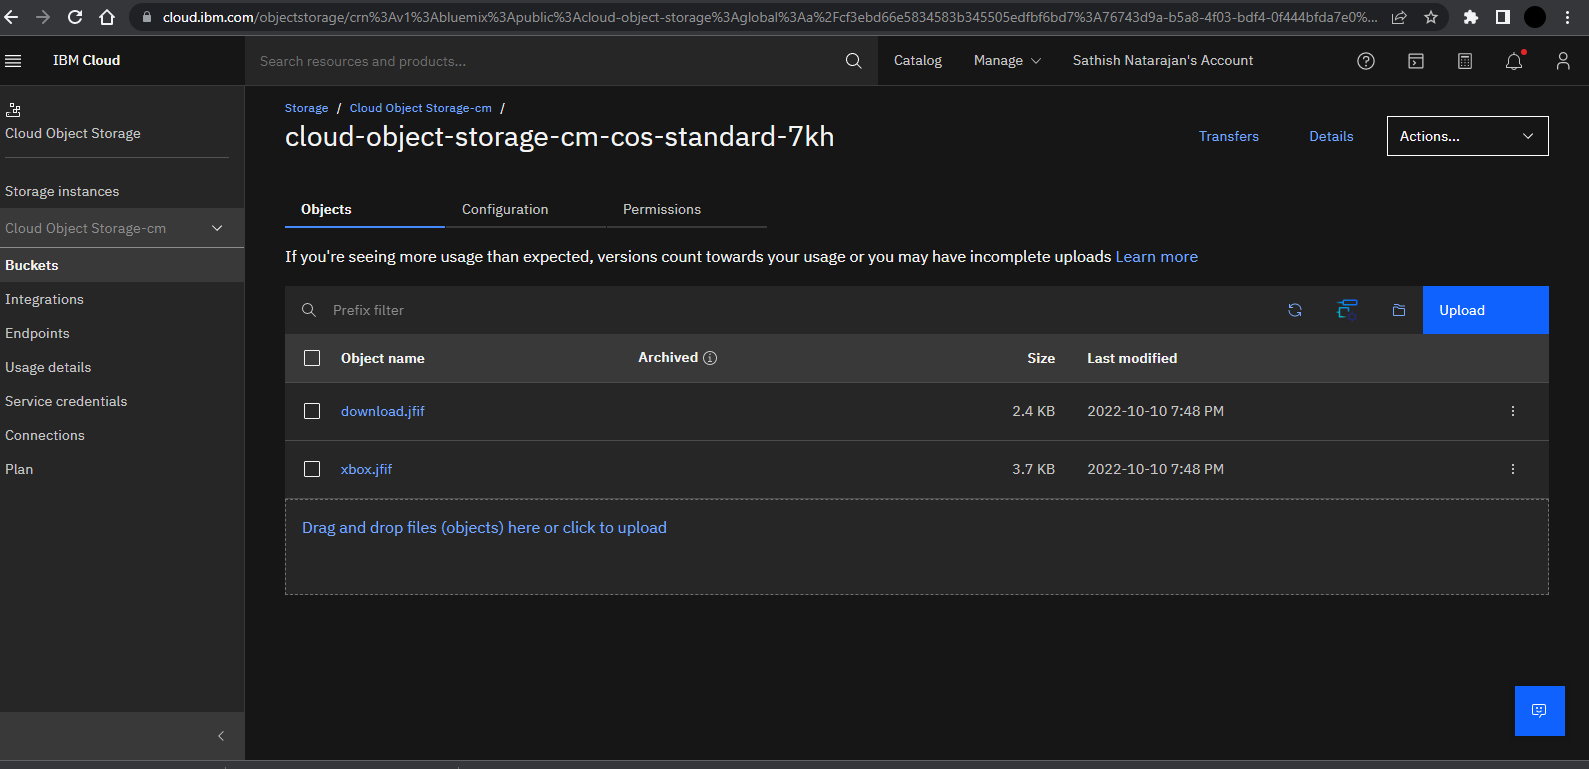 cloud.ibm.com/objectstorage/crn%3Av1%3Abluemix%3Apublic%3Acloud-object-storage%3Aglobal%3Aa%2Fcf3ebd66e5834583b345505edfbf6bd7%3A76743d9a-b5a8-4f03-bdf4-0f444bfda7e0%...
IBM Cloud
Search resources and products...
Catalog
Manage
Sathish Natarajan's Account
Cloud Object Storage
Storage instances
Cloud Object Storage-cm
Buckets
Integrations
Endpoints
Usage details
Service credentials
Connections
Plan
Storage / Cloud Object Storage-cm /
cloud-object-storage-cm-cos-standard-7kh
Transfers
Details
Actions...
Objects
Configuration
Permissions
If you're seeing more usage than expected, versions count towards your usage or you may have incomplete uploads Learn more
Prefix filter
Upload
Object name Archived Size Last modified
download.jfif 2.4 KB 2022-10-10 7:48 PM
xbox.jfif 3.7 KB 2022-10-10 7:48 PM
Drag and drop files (objects) here or click to upload